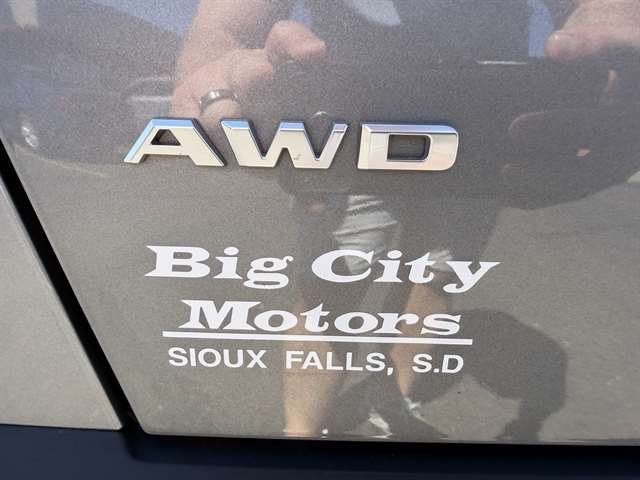 AWD
Big City
Motors
SIOUX FALLS, S.D